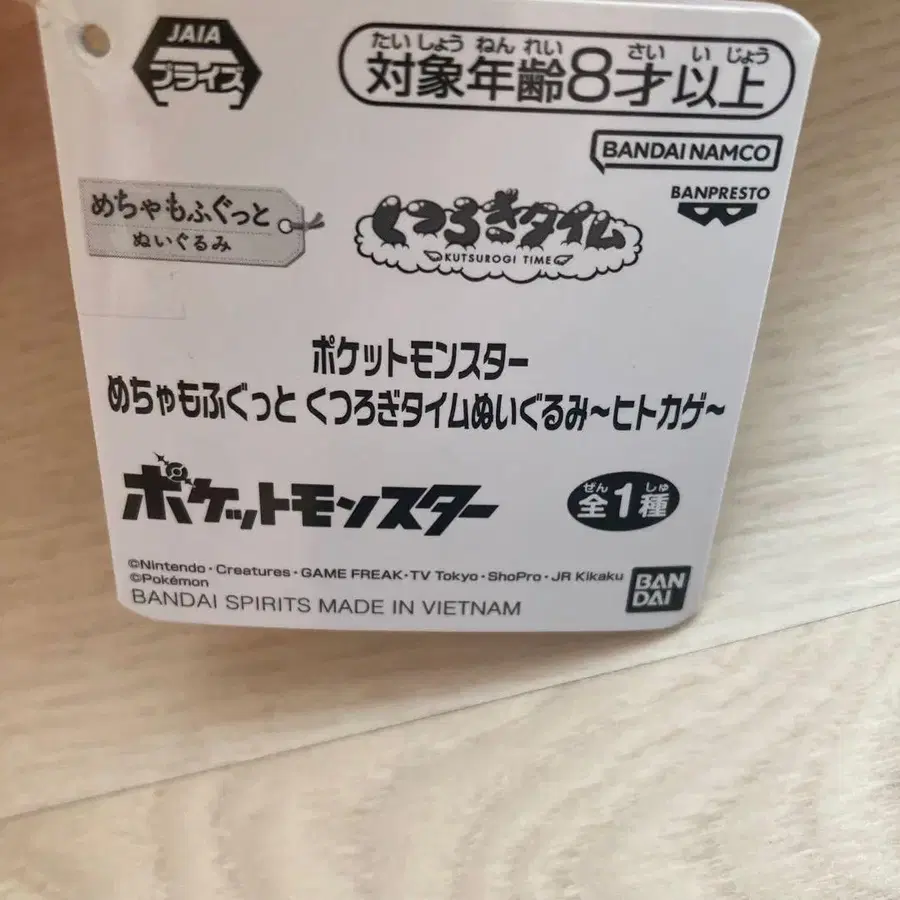 JAIA
プライズ
たいしょうねんれい さいいじょう
対象年齢8才以上
BANDAI NAMCO
BANPRESTO
めちゃもふぐっと
ぬいぐるみ
くつろぎタイム
KUTSUROGI TIME
ポケットモンスター
めちゃもふぐっと くつろぎタイムぬいぐるみ~ヒトカゲ~
ポケットモンスター
ぜん しゅ
全1種
©Nintendo・Creatures・GAME FREAK・TV Tokyo・ShoPro・JR Kikaku
©Pokémon
BANDAI SPIRITS MADE IN VIETNAM
BAN
DAI